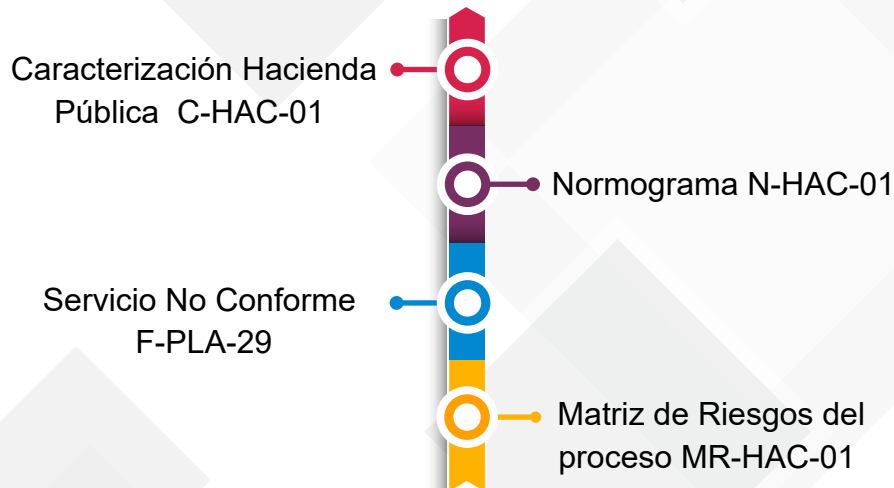 Caracterización Hacienda
Pública C-HAC-01
Normograma N-HAC-01
Servicio No Conforme
F-PLA-29
Matriz de Riesgos del
proceso MR-HAC-01